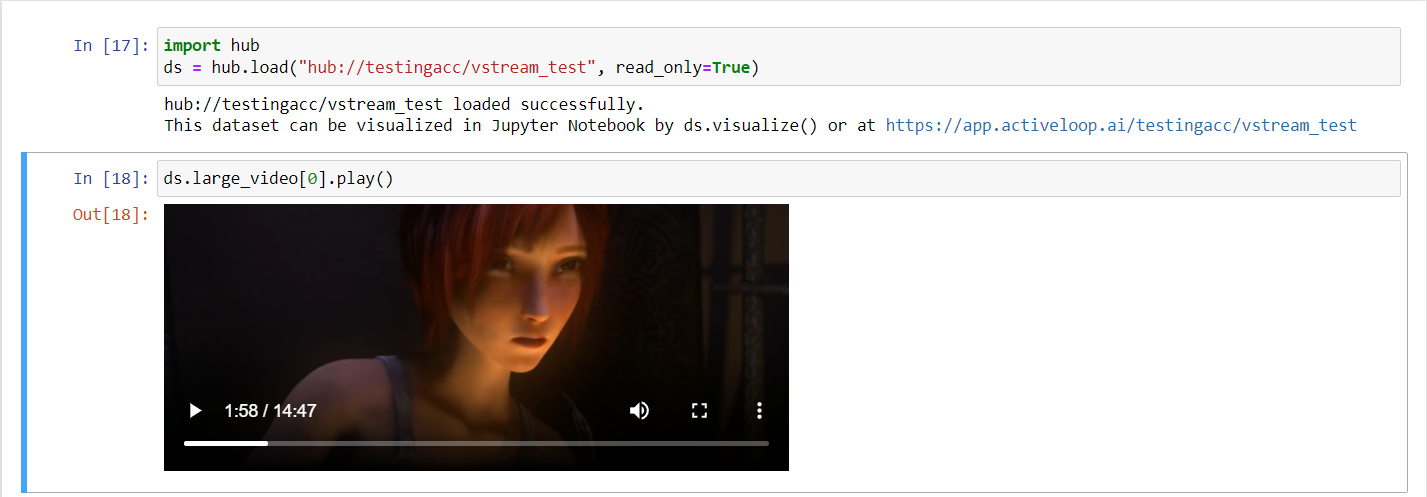 In [17]: import hub
ds = hub.load("hub://testingacc/vstream_test", read_only=True)
hub://testingacc/vstream_test loaded successfully.
This dataset can be visualized in Jupyter Notebook by ds.visualize() or at https://app.activeloop.ai/testingacc/vstream_test
In [18]: ds.large_video[0].play()
Out[18]:
1:58 / 14:47